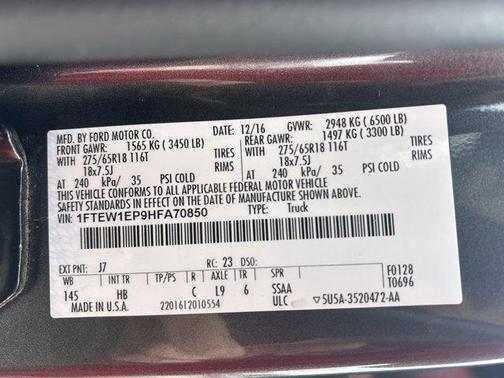 MFD. BY FORD MOTOR CO. 12/16 GVWR: 2948 KG ( 6500 LB)
FRONT GAWR: 1565 KG ( 3450 LB) REAR GAWR: 1497 KG ( 3300 LB)
WITH 275/65R18 116T TIRES WITH 275/65R18 116T TIRES
18x7.5J RIMS 18x7.5J RIMS
AT 240 kPa/ 35 PSI COLD AT 240 kPa/ 35 PSI COLD
THIS VEHICLE CONFORMS TO ALL APPLICABLE FEDERAL MOTOR VEHICLE
SAFETY STANDARDS IN EFFECT ON THE DATE OF MANUFACTURE SHOWN ABOVE.
VIN: 1FTEW1EP9HFA70850 TYPE: Truck
EXT PNT: J7 RC: 23 DSO: F0128
WB INT TR TP/PS R AXLE TR SPR T0696
145 HB C L9 6 SSAA
MADE IN U.S.A. 2201612010554 ULC ▽5U5A-3520472-AA